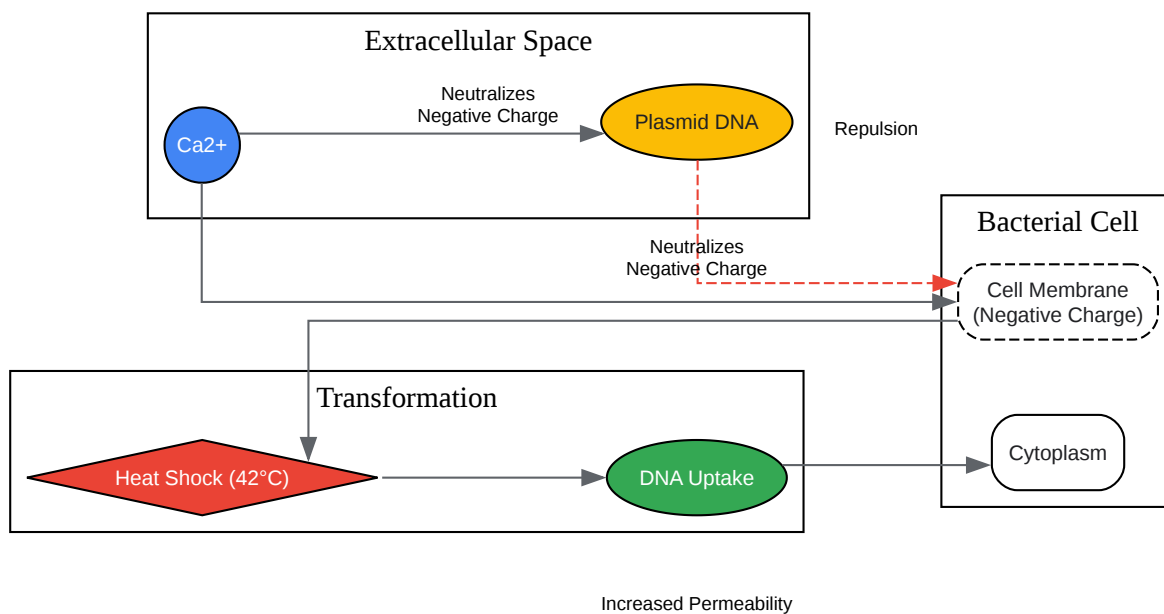 Extracellular Space
Neutralizes
Negative Charge
Ca2+
Plasmid DNA
Repulsion
Bacterial Cell
Neutralizes
Negative Charge
Cell Membrane
(Negative Charge)
Transformation
Heat Shock (42°C)
DNA Uptake
Cytoplasm
Increased Permeability